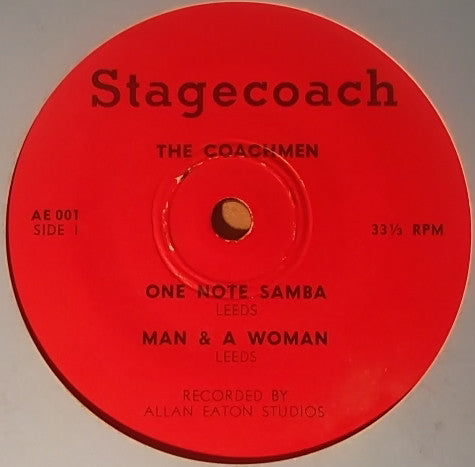 Stagecoach
THE COACHMEN
AE 001
SIDE 1
33⅓ RPM
ONE NOTE SAMBA
LEEDS
MAN & A WOMAN
LEEDS
RECORDED BY
ALLAN EATON STUDIOS